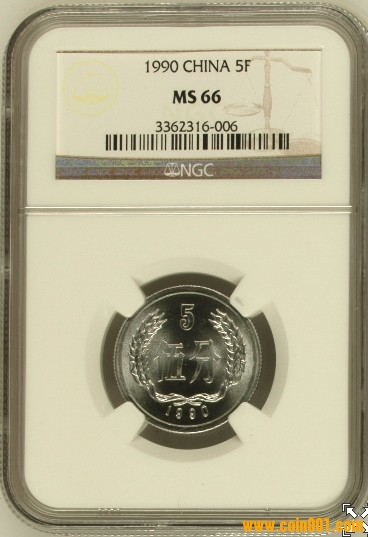 1990 CHINA 5F
MS 66
3362316-006
NGC
5
伍分
1990
www.coin001.com